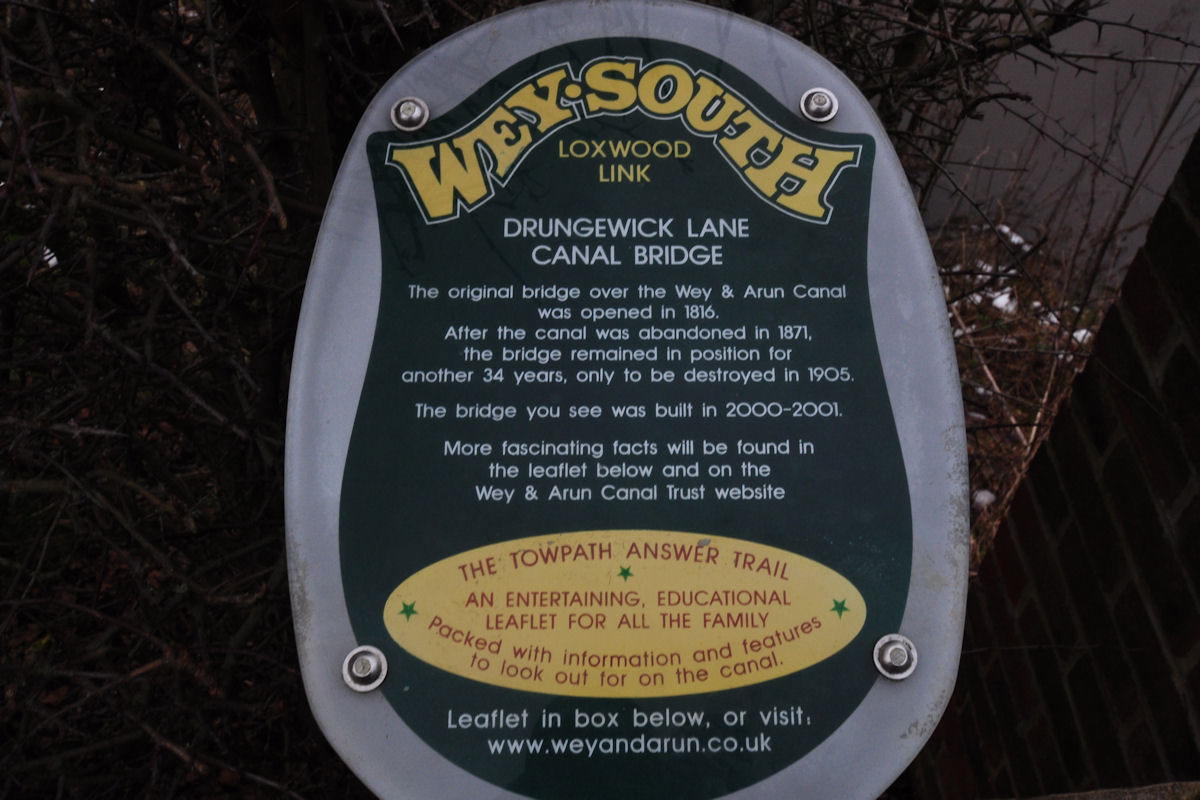 WEY·SOUTH
LOXWOOD
LINK
DRUNGEWICK LANE
CANAL BRIDGE
The original bridge over the Wey & Arun Canal
was opened in 1816.
After the canal was abandoned in 1871,
the bridge remained in position for
another 34 years, only to be destroyed in 1905.
The bridge you see was built in 2000-2001.
More fascinating facts will be found in
the leaflet below and on the
Wey & Arun Canal Trust website
THE TOWPATH ANSWER TRAIL
AN ENTERTAINING, EDUCATIONAL
LEAFLET FOR ALL THE FAMILY
Packed with information and features
to look out for on the canal.
Leaflet in box below, or visit:
www.weyandarun.co.uk